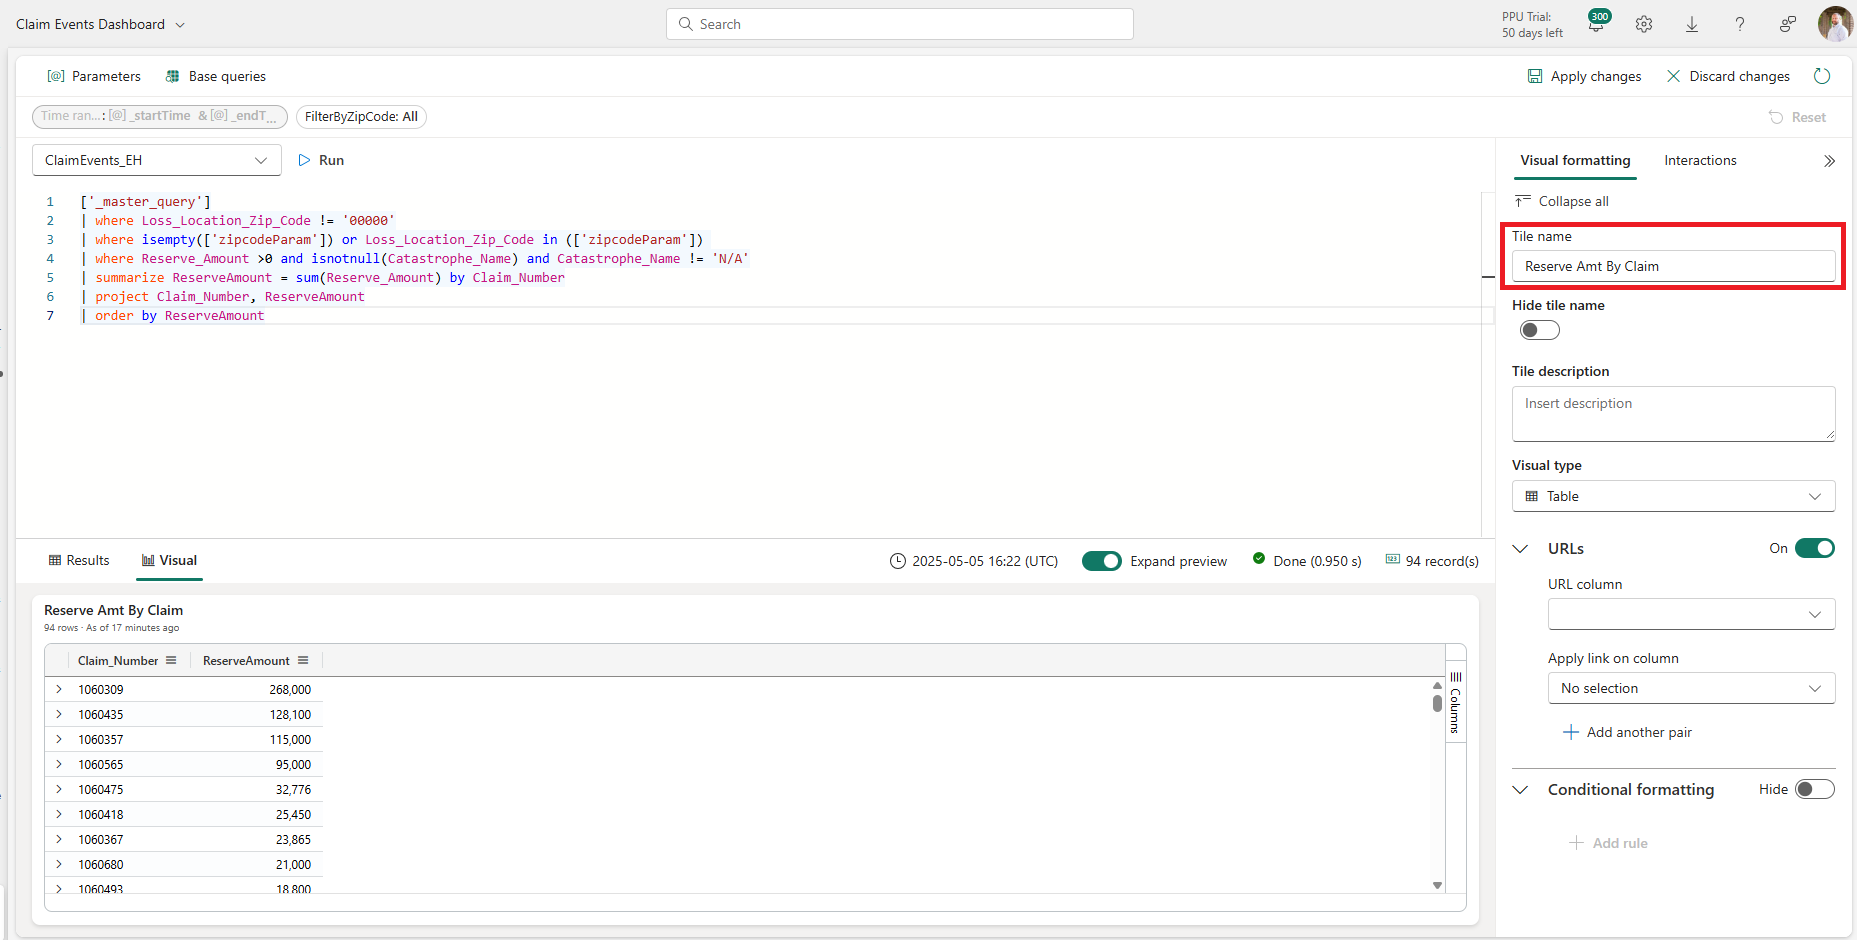 Claim Events Dashboard
Search
PPU Trial:
50 days left
300
Parameters
Base queries
Apply changes
Discard changes
Time ran...: [@] _startTime & [@] _endT...
FilterByZipCode: All
Reset
ClaimEvents_EH
Run
1 ['_master_query']
2 | where Loss_Location_Zip_Code != '00000'
3 | where isempty(['zipcodeParam']) or Loss_Location_Zip_Code in (['zipcodeParam'])
4 | where Reserve_Amount >0 and isnotnull(Catastrophe_Name) and Catastrophe_Name != 'N/A'
5 | summarize ReserveAmount = sum(Reserve_Amount) by Claim_Number
6 | project Claim_Number, ReserveAmount
7 | order by ReserveAmount
Visual formatting
Interactions
Collapse all
Tile name
Reserve Amt By Claim
Hide tile name
Tile description
Insert description
Visual type
Table
URLs
On
URL column
Apply link on column
No selection
Add another pair
Conditional formatting
Hide
Add rule
Results
Visual
2025-05-05 16:22 (UTC)
Expand preview
Done (0.950 s)
94 record(s)
Reserve Amt By Claim
94 rows · As of 17 minutes ago
Claim_Number ReserveAmount
1060309 268,000
1060435 128,100
1060357 115,000
1060565 95,000
1060475 32,776
1060418 25,450
1060367 23,865
1060680 21,000
1060493 18,800
Columns